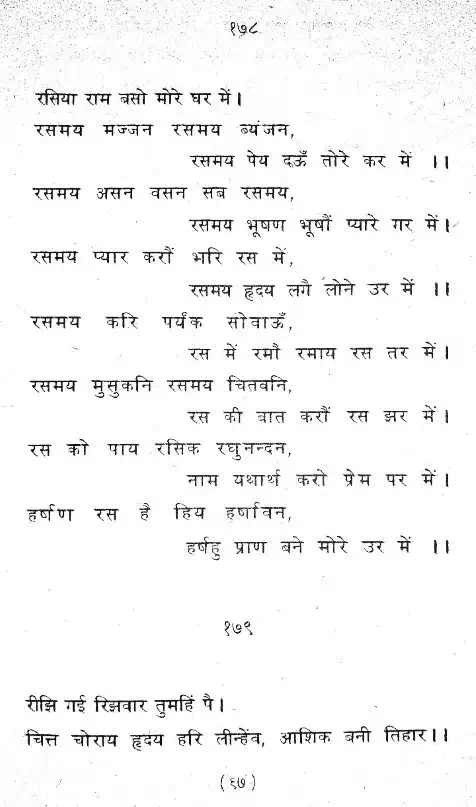 १७८
रसिया राम बसो मोरे घर में।
रसमय मज्जन रसमय ब्यंजन,
रसमय पेय दऊँ तोरे कर में ।।
रसमय असन वसन सब रसमय,
रसमय भूषण भूषौं प्यारे गर में।
रसमय प्यार करौं भरि रस में,
रसमय हृदय लगै लोने उर में ।।
रसमय करि पर्यंक सोवाऊँ,
रस में रमौ रमाय रस तर में।
रसमय मुसुकनि रसमय चितवनि,
रस की बात करौं रस झर में।
रस को पाय रसिक रघुनन्दन,
नाम यथार्थ करो प्रेम पर में।
हर्षण रस है हिय हर्षावन,
हर्षहु प्राण बने मोरे उर में ।।
१७९
रीझि गई रिझवार तुमहिं पै।
चित्त चोराय हृदय हरि लीन्हेंव, आशिक बनी तिहार।।
(६७)